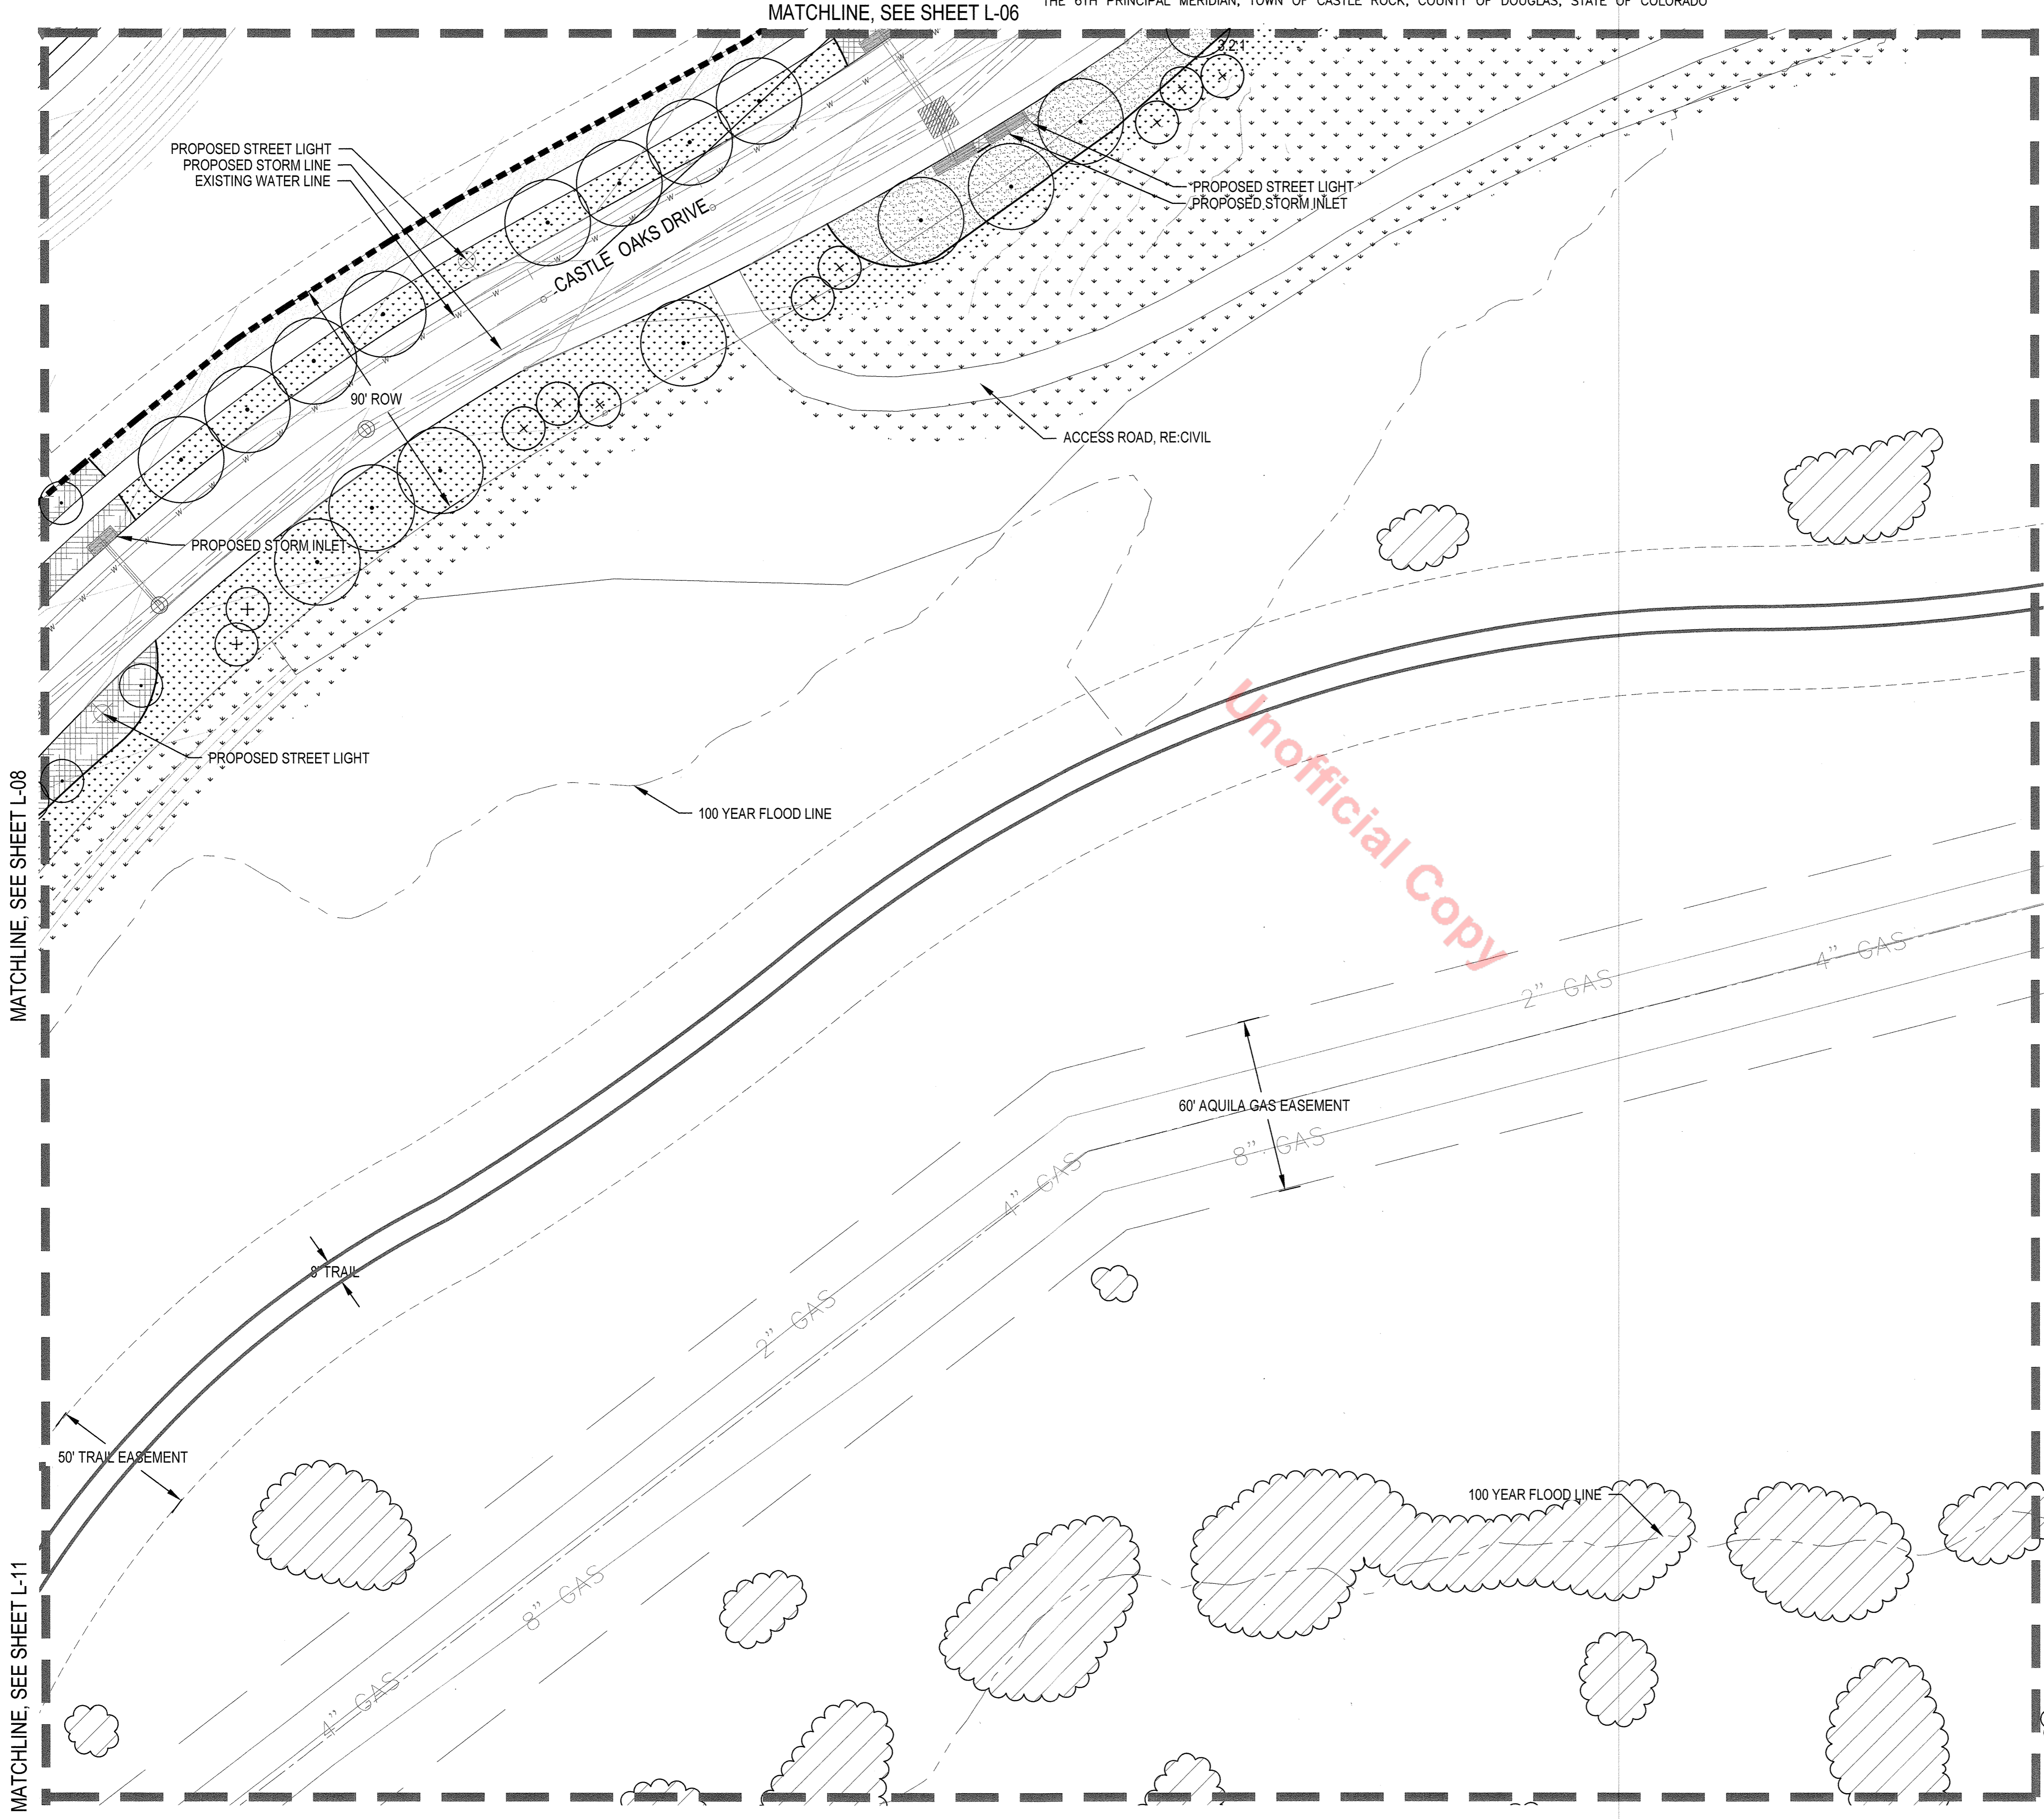 THE 6TH PRINCIPAL MERIDIAN, TOWN OF CASTLE ROCK, COUNTY OF DOUGLAS, STATE OF COLORADO
MATCHLINE, SEE SHEET L-06
3.2.1
PROPOSED STREET LIGHT
PROPOSED STORM LINE
EXISTING WATER LINE
PROPOSED STREET LIGHT
PROPOSED STORM INLET
CASTLE OAKS DRIVE
90' ROW
ACCESS ROAD, RE:CIVIL
PROPOSED STORM INLET
PROPOSED STREET LIGHT
100 YEAR FLOOD LINE
MATCHLINE, SEE SHEET L-08
Unofficial Copy
4" GAS
2" GAS
60' AQUILA GAS EASEMENT
8" GAS
4" GAS
8' TRAIL
2" GAS
50' TRAIL EASEMENT
100 YEAR FLOOD LINE
8" GAS
4" GAS
MATCHLINE, SEE SHEET L-11